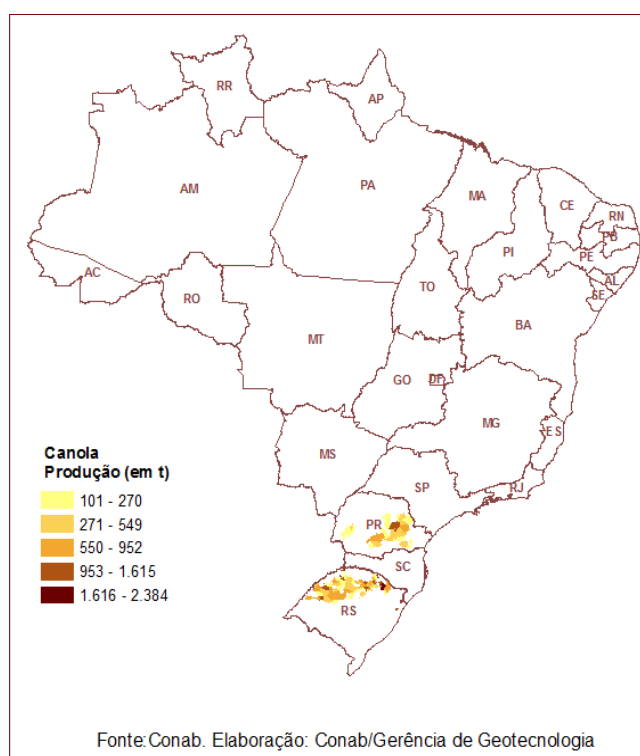 RR
AP
AM
PA
MA
CE
RN
PB
PE
PI
AL
SE
AC
TO
RO
BA
MT
GO
DF
MG
ES
MS
SP
RJ
PR
SC
RS
Canola
Produção (em t)
101 - 270
271 - 549
550 - 952
953 - 1.615
1.616 - 2.384
Fonte:Conab. Elaboração: Conab/Gerência de Geotecnologia